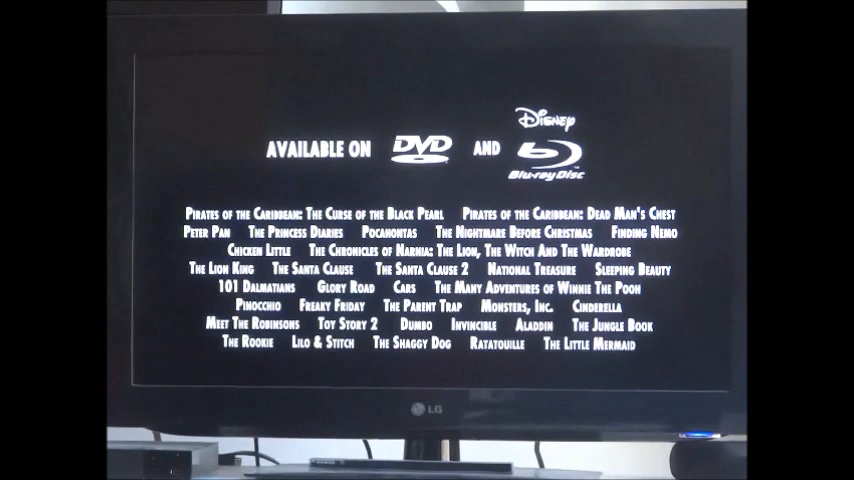 Disney
AVAILABLE ON DVD AND Blu-ray Disc
Pirates of the Caribbean: The Curse of the Black Pearl Pirates of the Caribbean: Dead Man's Chest
Peter Pan The Princess Diaries Pocahontas The Nightmare Before Christmas Finding Nemo
Chicken Little The Chronicles of Narnia: The Lion, The Witch And The Wardrobe
The Lion King The Santa Clause The Santa Clause 2 National Treasure Sleeping Beauty
101 Dalmatians Glory Road Cars The Many Adventures of Winnie The Pooh
Pinocchio Freaky Friday The Parent Trap Monsters, Inc. Cinderella
Meet The Robinsons Toy Story 2 Dumbo Invincible Aladdin The Jungle Book
The Rookie Lilo & Stitch The Shaggy Dog Ratatouille The Little Mermaid
LG